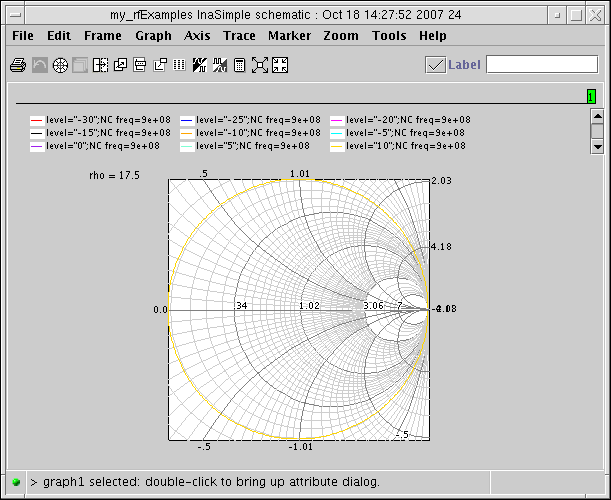 my_rfExamples lnaSimple schematic : Oct 18 14:27:52 2007 24
File Edit Frame Graph Axis Trace Marker Zoom Tools Help
Label
1
level="-30";NC freq=9e+08 level="-25";NC freq=9e+08 level="-20";NC freq=9e+08
level="-15";NC freq=9e+08 level="-10";NC freq=9e+08 level="-5";NC freq=9e+08
level="0";NC freq=9e+08 level="5";NC freq=9e+08 level="10";NC freq=9e+08
rho = 17.5
.5 1.01 2.03
4.18
0.0 .34 1.02 3.06 7
-.5 -1.01 -.5
> graph1 selected: double-click to bring up attribute dialog.